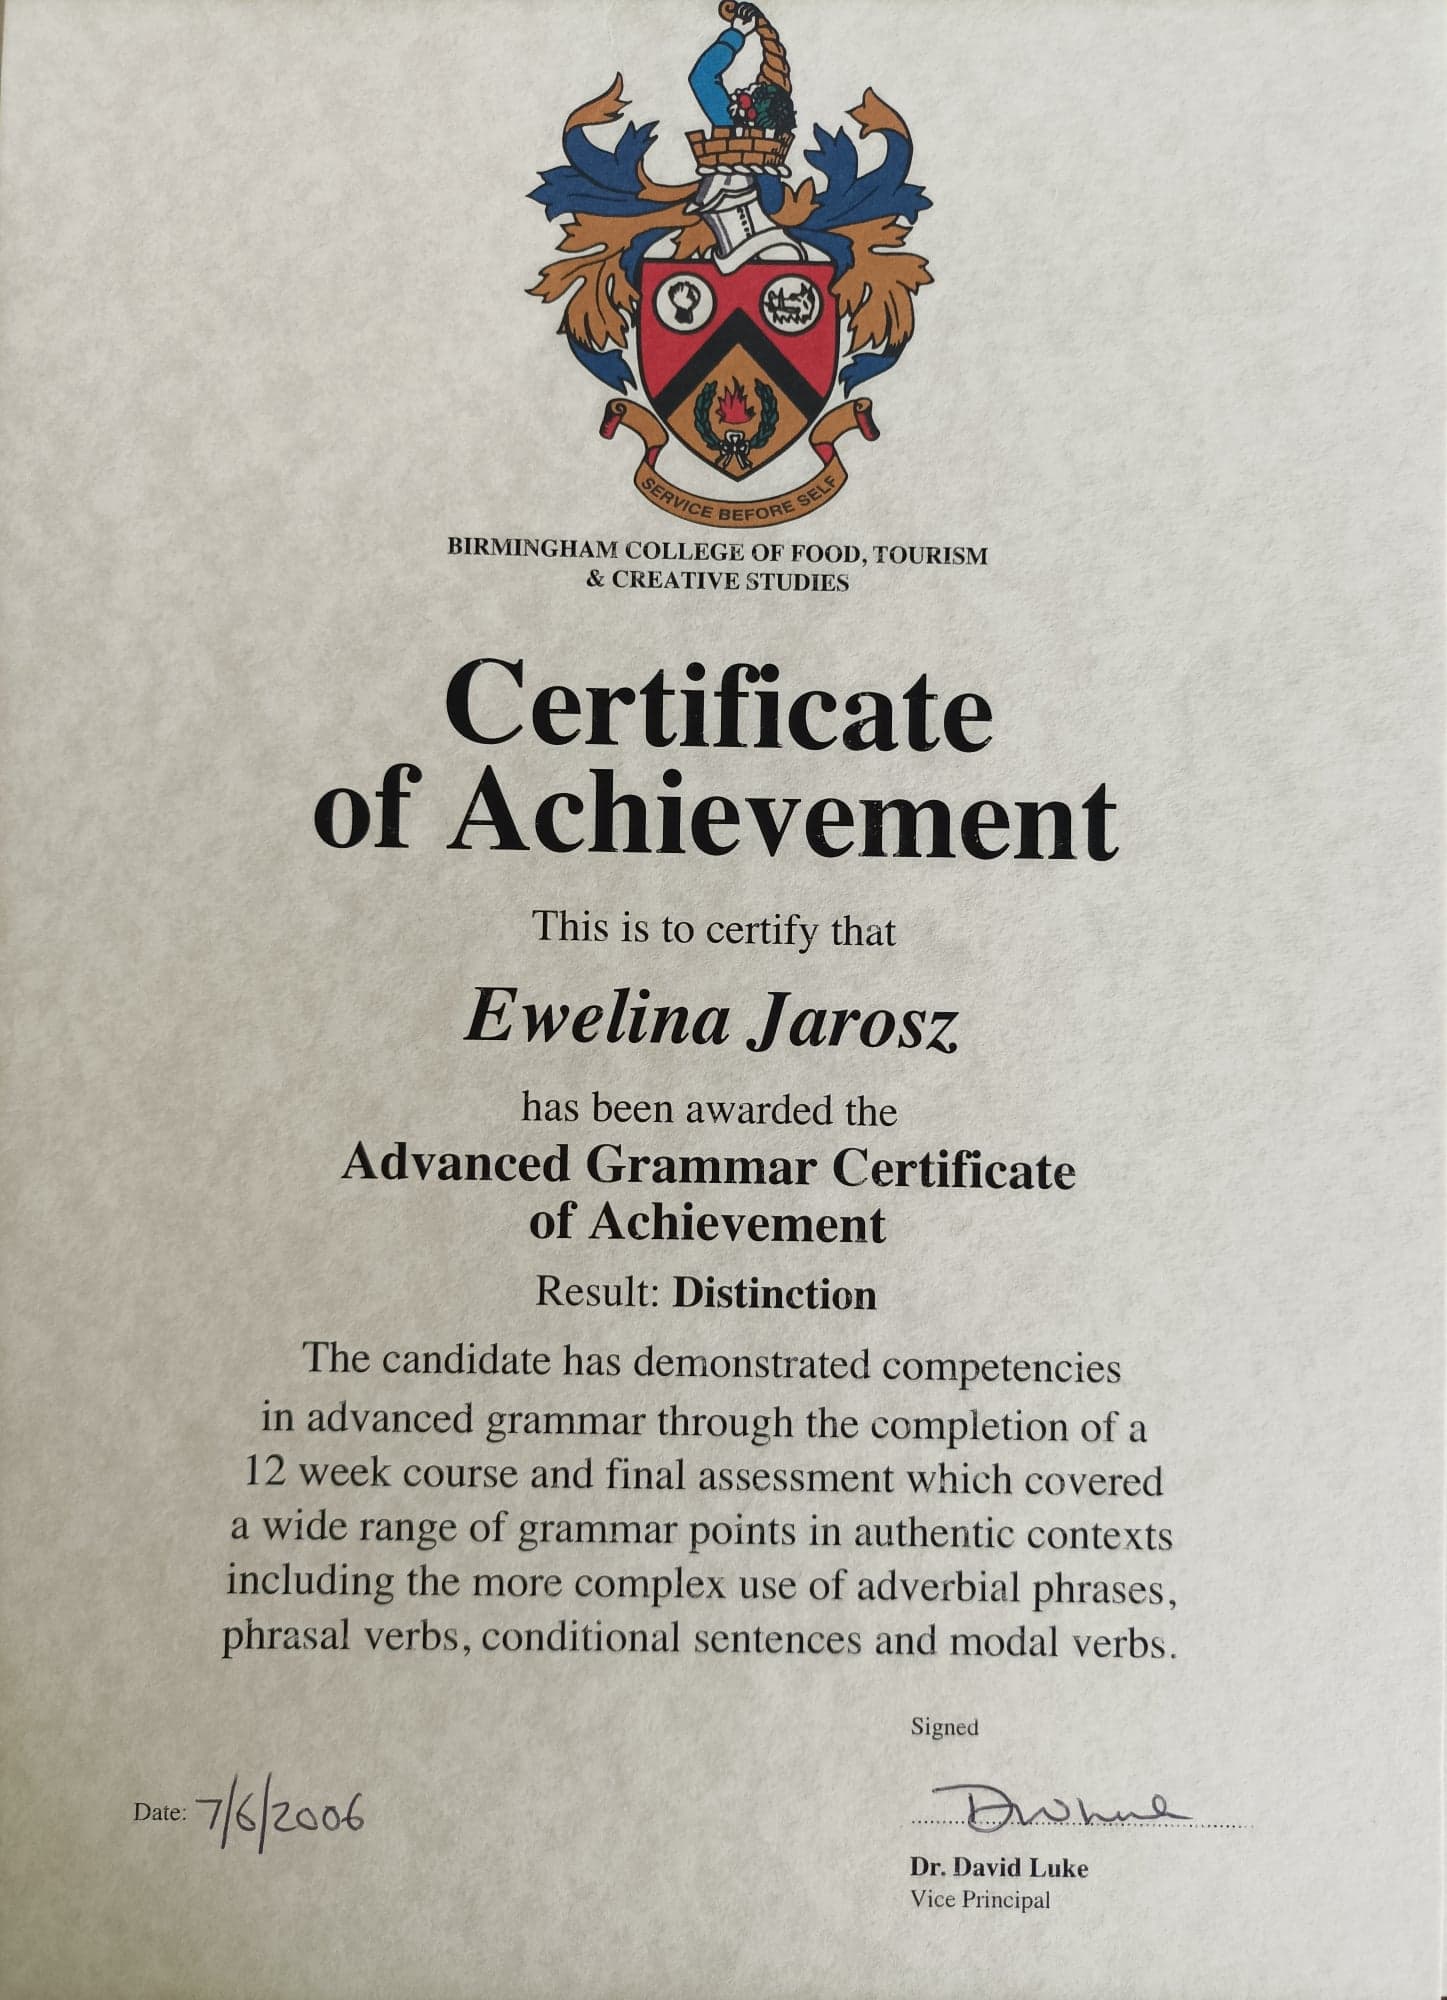 SERVICE BEFORE SELF
BIRMINGHAM COLLEGE OF FOOD, TOURISM
& CREATIVE STUDIES
Certificate
of Achievement
This is to certify that
Ewelina Jarosz
has been awarded the
Advanced Grammar Certificate
of Achievement
Result: Distinction
The candidate has demonstrated competencies
in advanced grammar through the completion of a
12 week course and final assessment which covered
a wide range of grammar points in authentic contexts
including the more complex use of adverbial phrases,
phrasal verbs, conditional sentences and modal verbs.
Signed
Date: 7/6/2006
Dr. David Luke
Vice Principal